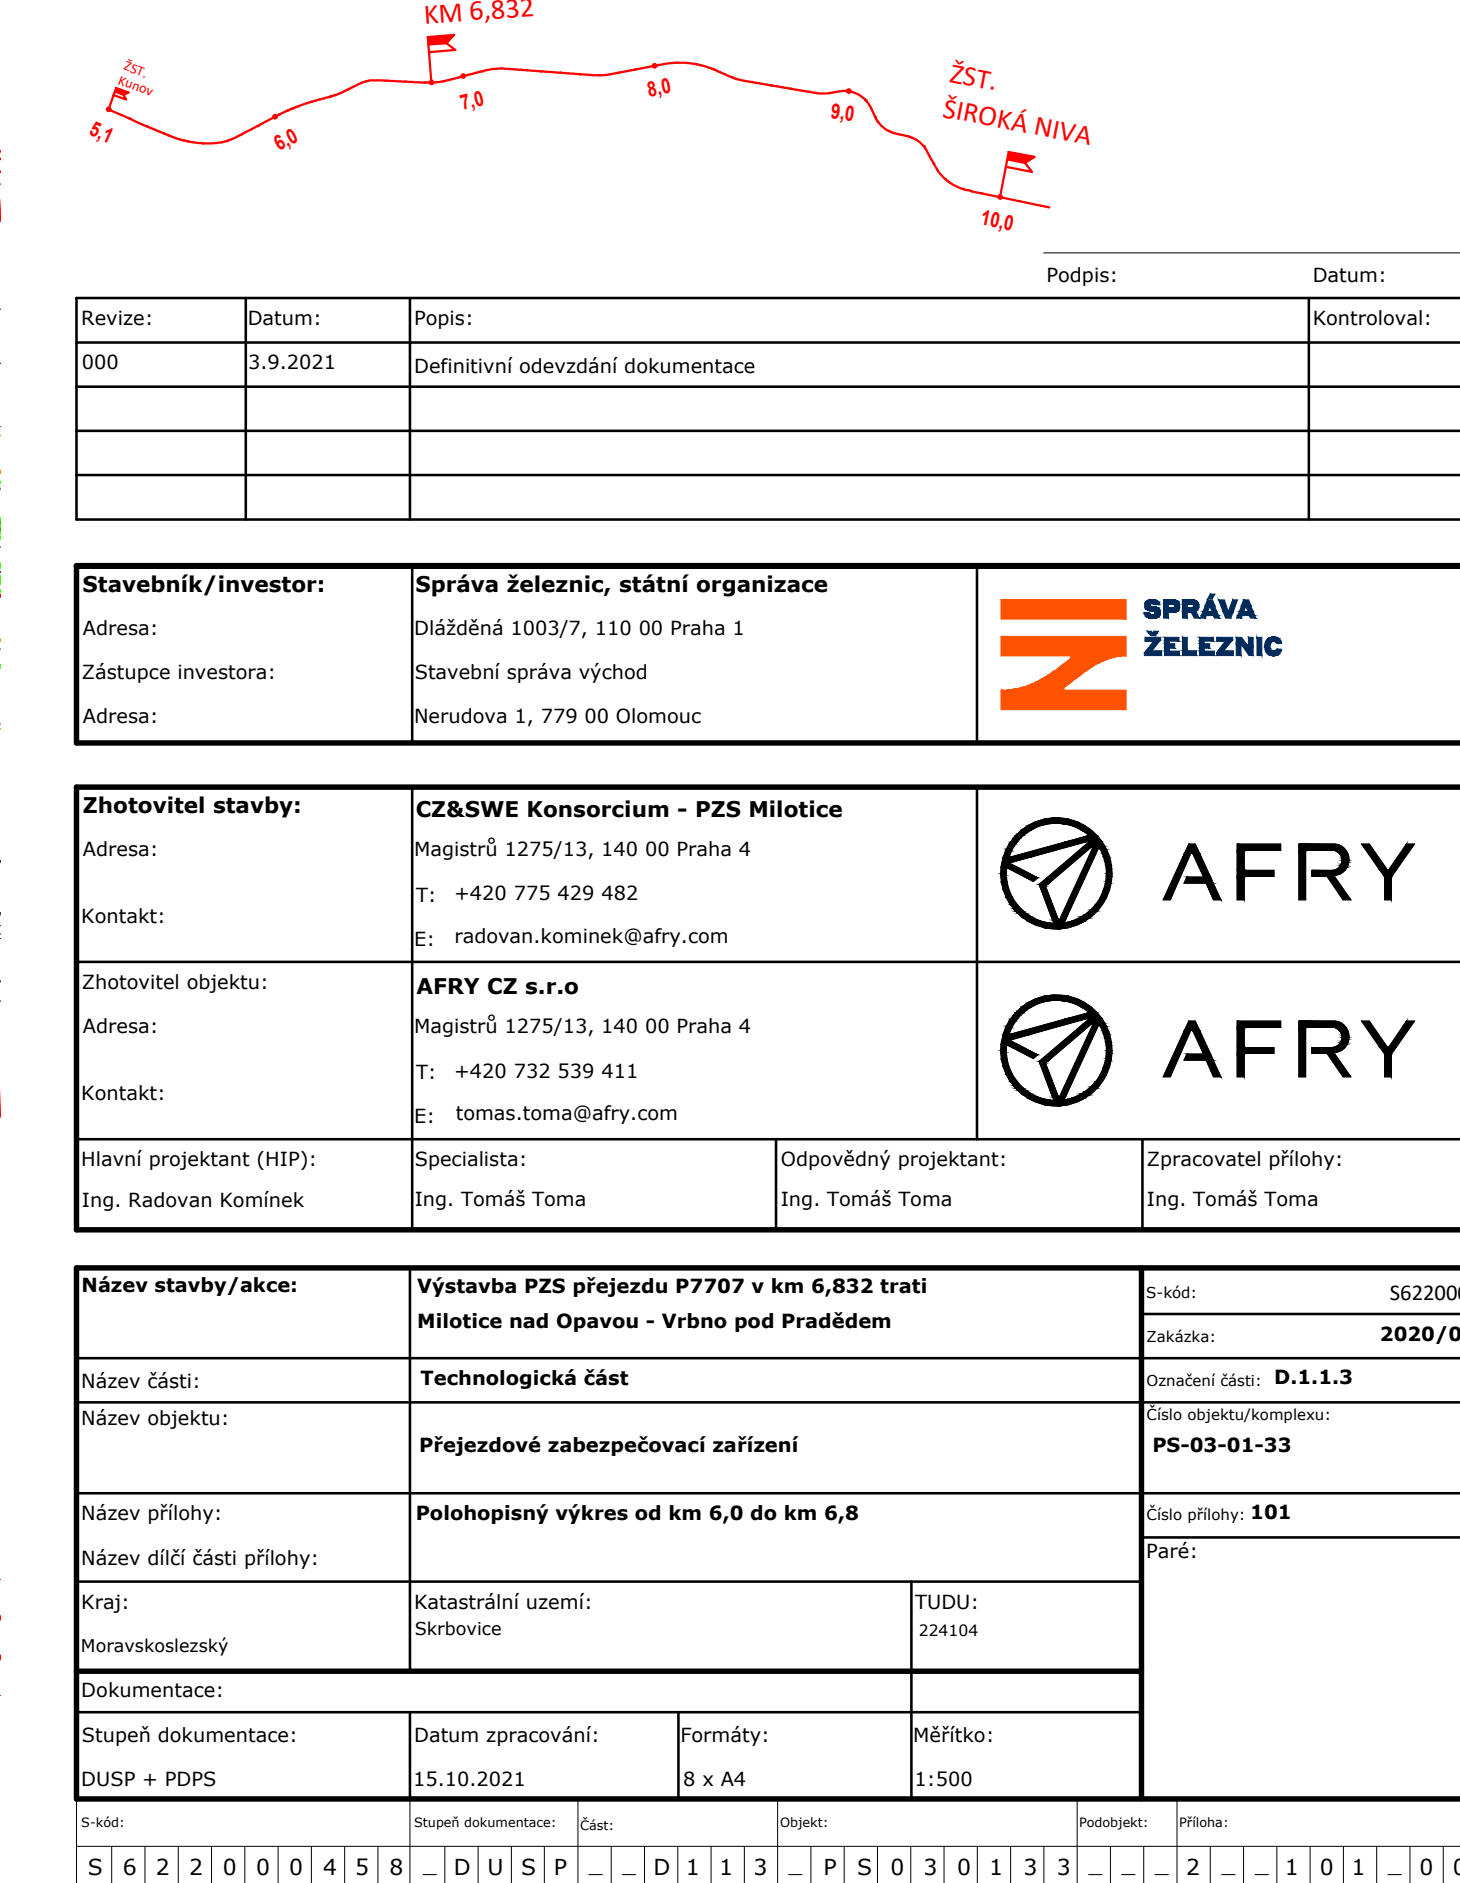 KM 6,832
ŽST.
Kunov
5,1
6,0
7,0
8,0
9,0
ŽST.
ŠIROKÁ NIVA
10,0
Podpis: Datum:
Revize: Datum: Popis: Kontroloval:
000 3.9.2021 Definitivní odevzdání dokumentace
Stavebník/investor: Správa železnic, státní organizace
Adresa: Dlážděná 1003/7, 110 00 Praha 1
Zástupce investora: Stavební správa východ
Adresa: Nerudova 1, 779 00 Olomouc
SPRÁVA
ŽELEZNIC
Zhotovitel stavby: CZ&SWE Konsorcium - PZS Milotice
Adresa: Magistrů 1275/13, 140 00 Praha 4
Kontakt: T: +420 775 429 482
E: radovan.kominek@afry.com
AFRY
Zhotovitel objektu: AFRY CZ s.r.o
Adresa: Magistrů 1275/13, 140 00 Praha 4
Kontakt: T: +420 732 539 411
E: tomas.toma@afry.com
AFRY
Hlavní projektant (HIP): Specialista: Odpovědný projektant: Zpracovatel přílohy:
Ing. Radovan Komínek Ing. Tomáš Toma Ing. Tomáš Toma Ing. Tomáš Toma
Název stavby/akce: Výstavba PZS přejezdu P7707 v km 6,832 trati
Milotice nad Opavou - Vrbno pod Pradědem
S-kód: S62200
Zakázka: 2020/0
Název části: Technologická část Označení části: D.1.1.3
Název objektu: Přejezdové zabezpečovací zařízení
Číslo objektu/komplexu:
PS-03-01-33
Název přílohy: Polohopisný výkres od km 6,0 do km 6,8 Číslo přílohy: 101
Název dílčí části přílohy:
Paré:
Kraj: Katastrální uzemí: TUDU:
Moravskoslezský Skrbovice 224104
Dokumentace:
Stupeň dokumentace: Datum zpracování: Formáty: Měřítko:
DUSP + PDPS 15.10.2021 8 x A4 1:500
S-kód: Stupeň dokumentace: Část: Objekt: Podobjekt: Příloha:
S 6 2 2 0 0 0 4 5 8 _ D U S P _ _ D 1 1 3 _ P S 0 3 0 1 3 3 _ _ _ 2 _ _ 1 0 1 _ 0 0